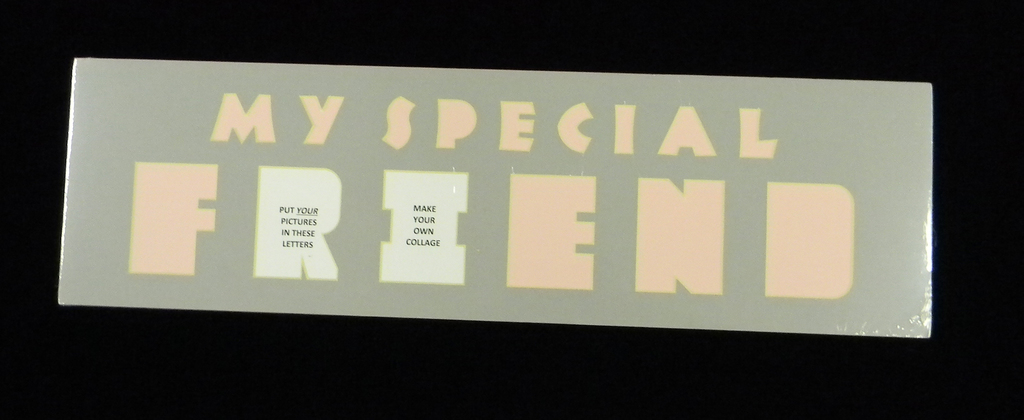 MY SPECIAL
FRIEND
PUT YOUR
PICTURES
IN THESE
LETTERS
MAKE
YOUR
OWN
COLLAGE